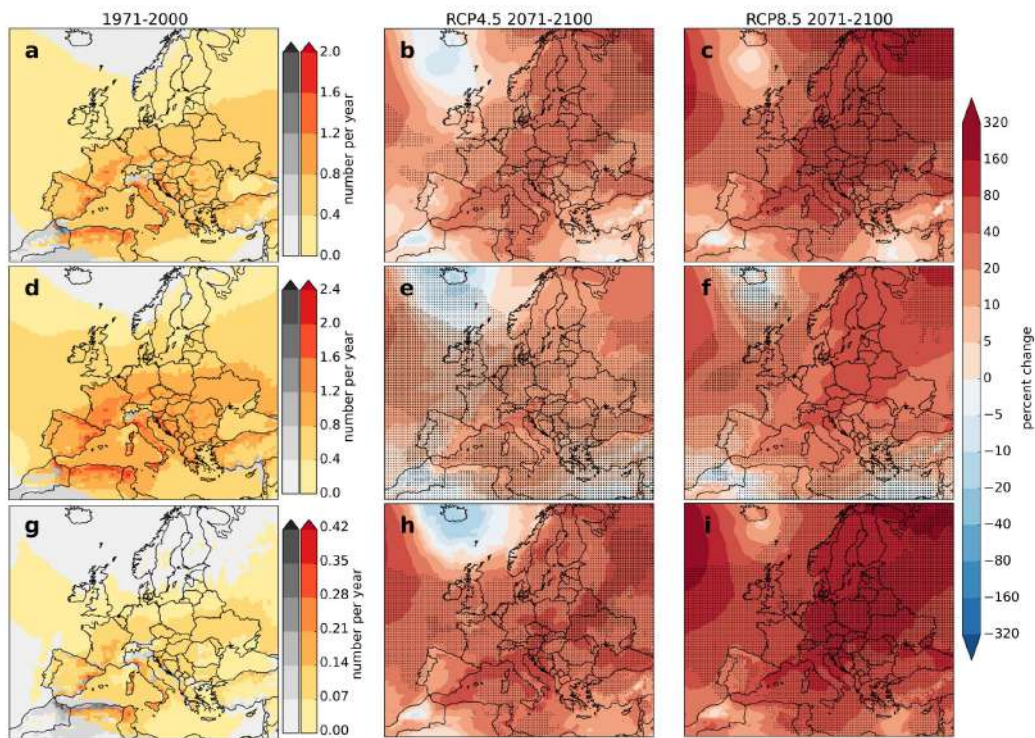 1971-2000
RCP4.5 2071-2100
RCP8.5 2071-2100
a
2.0
1.6
1.2
0.8
0.4
0.0
number per year
b
c
d
2.4
2.0
1.6
1.2
0.8
0.4
0.0
number per year
e
f
g
0.42
0.35
0.28
0.21
0.14
0.07
0.00
number per year
h
i
320
160
80
40
20
10
5
0
−5
−10
−20
−40
−80
−160
−320
percent change